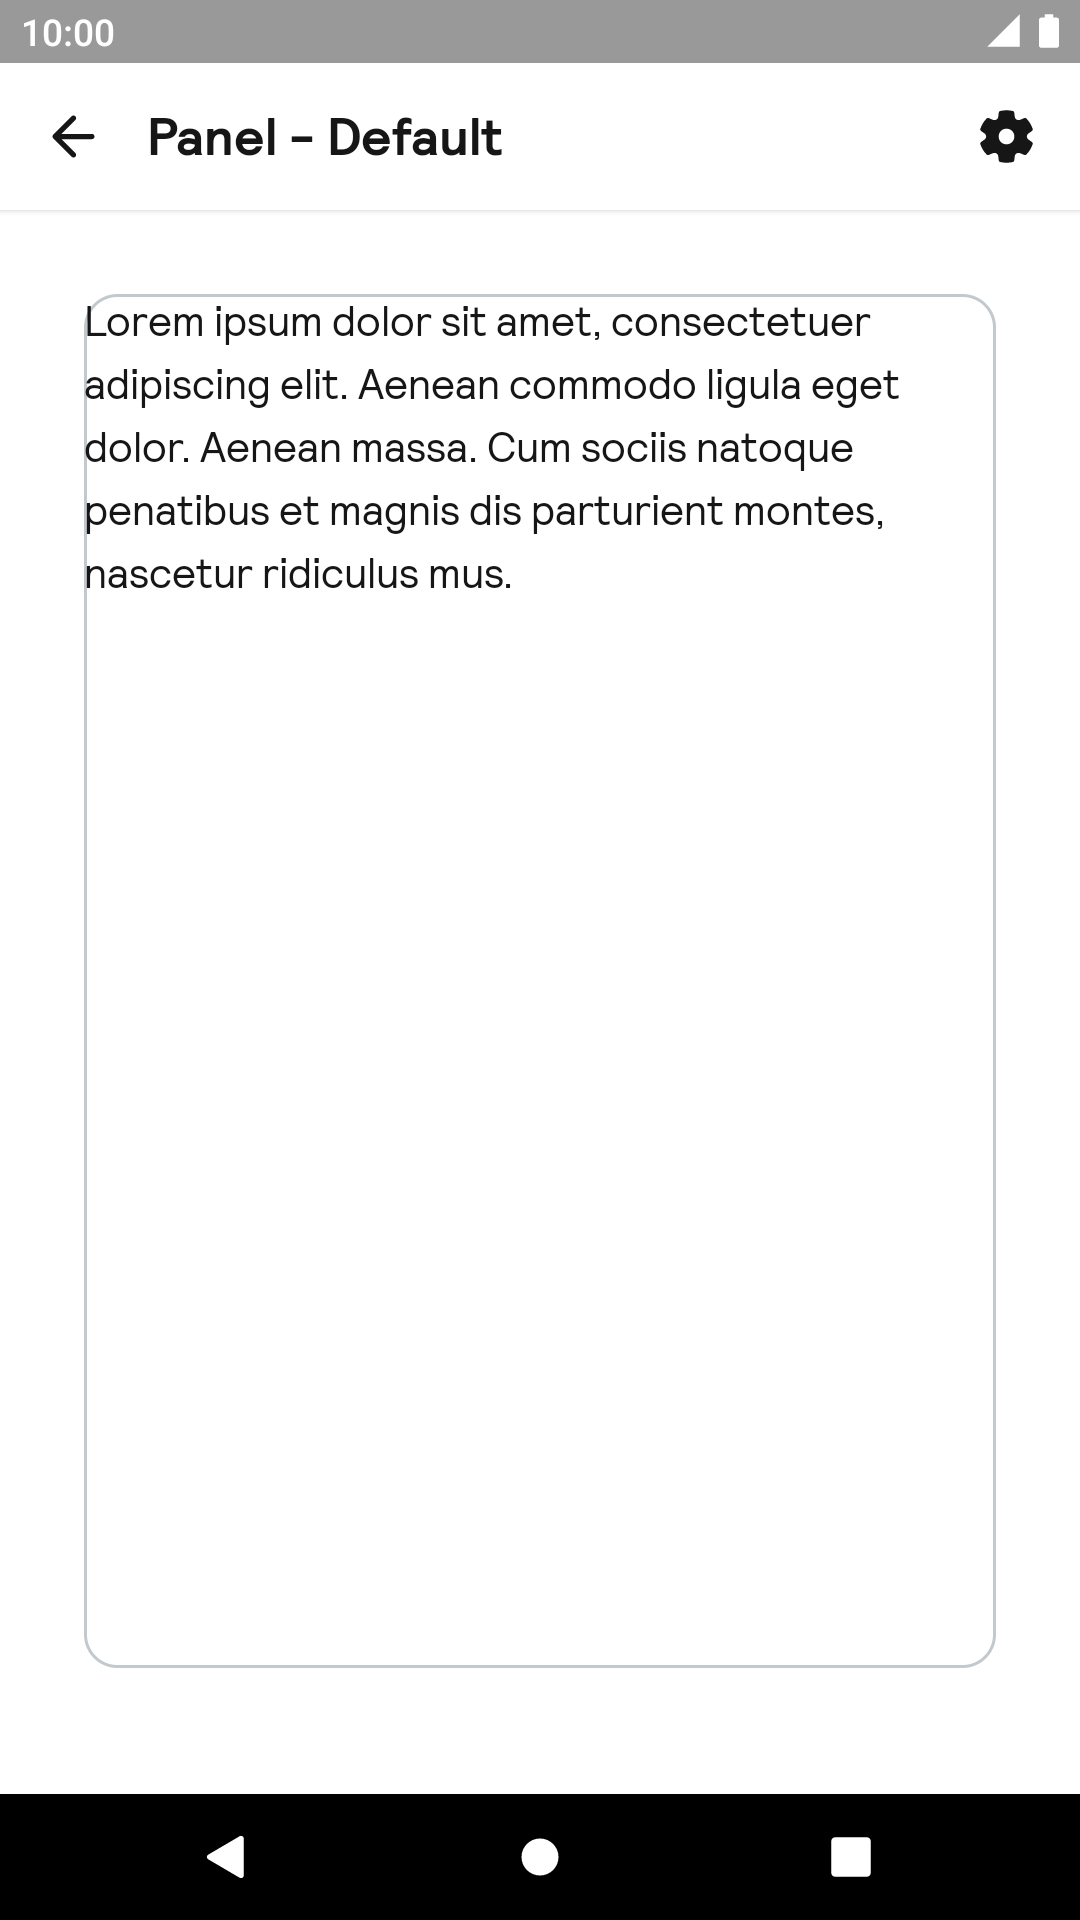 10:00
Panel - Default
Lorem ipsum dolor sit amet, consectetuer
adipiscing elit. Aenean commodo ligula eget
dolor. Aenean massa. Cum sociis natoque
penatibus et magnis dis parturient montes,
nascetur ridiculus mus.